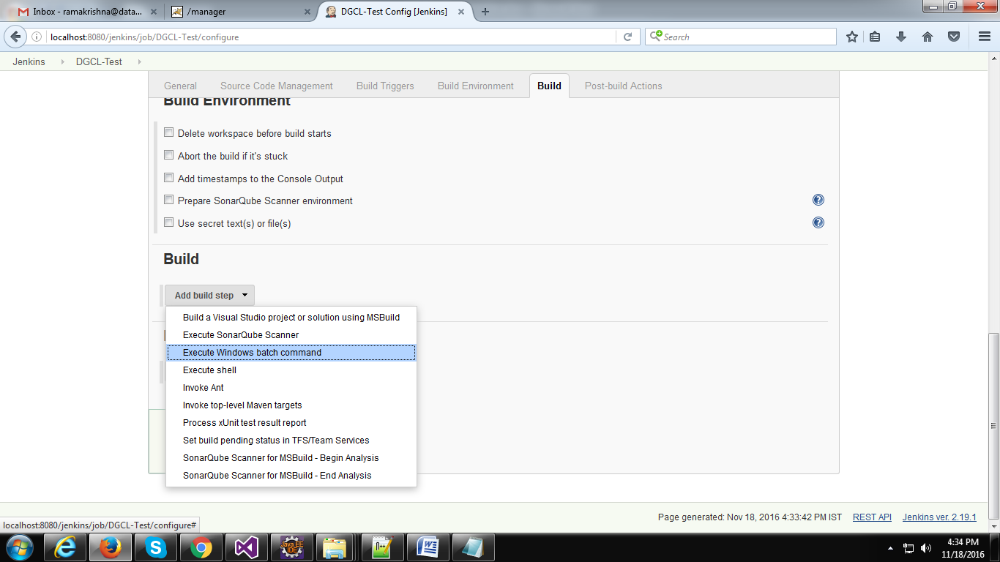 Inbox - ramakrishna@data...
/manager
DGCL-Test Config [Jenkins]
localhost:8080/jenkins/job/DGCL-Test/configure
Search
Jenkins
DGCL-Test
General
Source Code Management
Build Triggers
Build Environment
Build
Post-build Actions
Build Environment
Delete workspace before build starts
Abort the build if it's stuck
Add timestamps to the Console Output
Prepare SonarQube Scanner environment
Use secret text(s) or file(s)
Build
Add build step
Build a Visual Studio project or solution using MSBuild
Execute SonarQube Scanner
Execute Windows batch command
Execute shell
Invoke Ant
Invoke top-level Maven targets
Process xUnit test result report
Set build pending status in TFS/Team Services
SonarQube Scanner for MSBuild - Begin Analysis
SonarQube Scanner for MSBuild - End Analysis
Page generated: Nov 18, 2016 4:33:42 PM IST
REST API
Jenkins ver. 2.19.1
localhost:8080/jenkins/job/DGCL-Test/configure#
Java EE
IDE
4:34 PM
11/18/2016